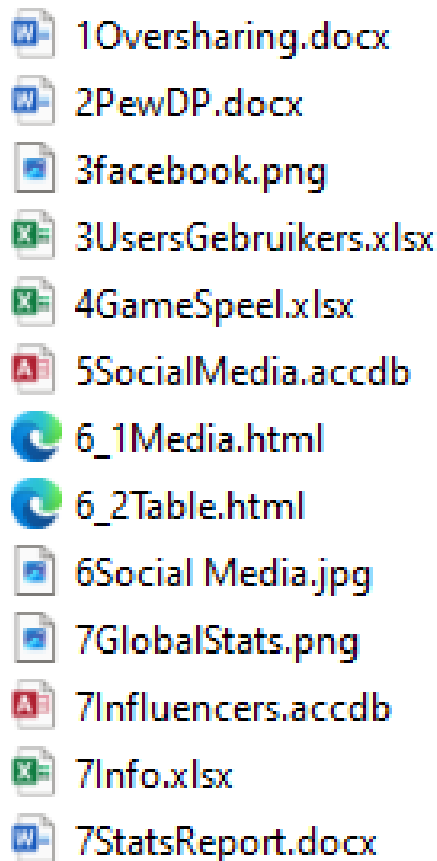 1Oversharing.docx
2PewDP.docx
3facebook.png
3UsersGebruikers.xlsx
4GameSpeel.xlsx
5SocialMedia.accdb
6_1Media.html
6_2Table.html
6Social Media.jpg
7GlobalStats.png
7Influencers.accdb
7Info.xlsx
7StatsReport.docx